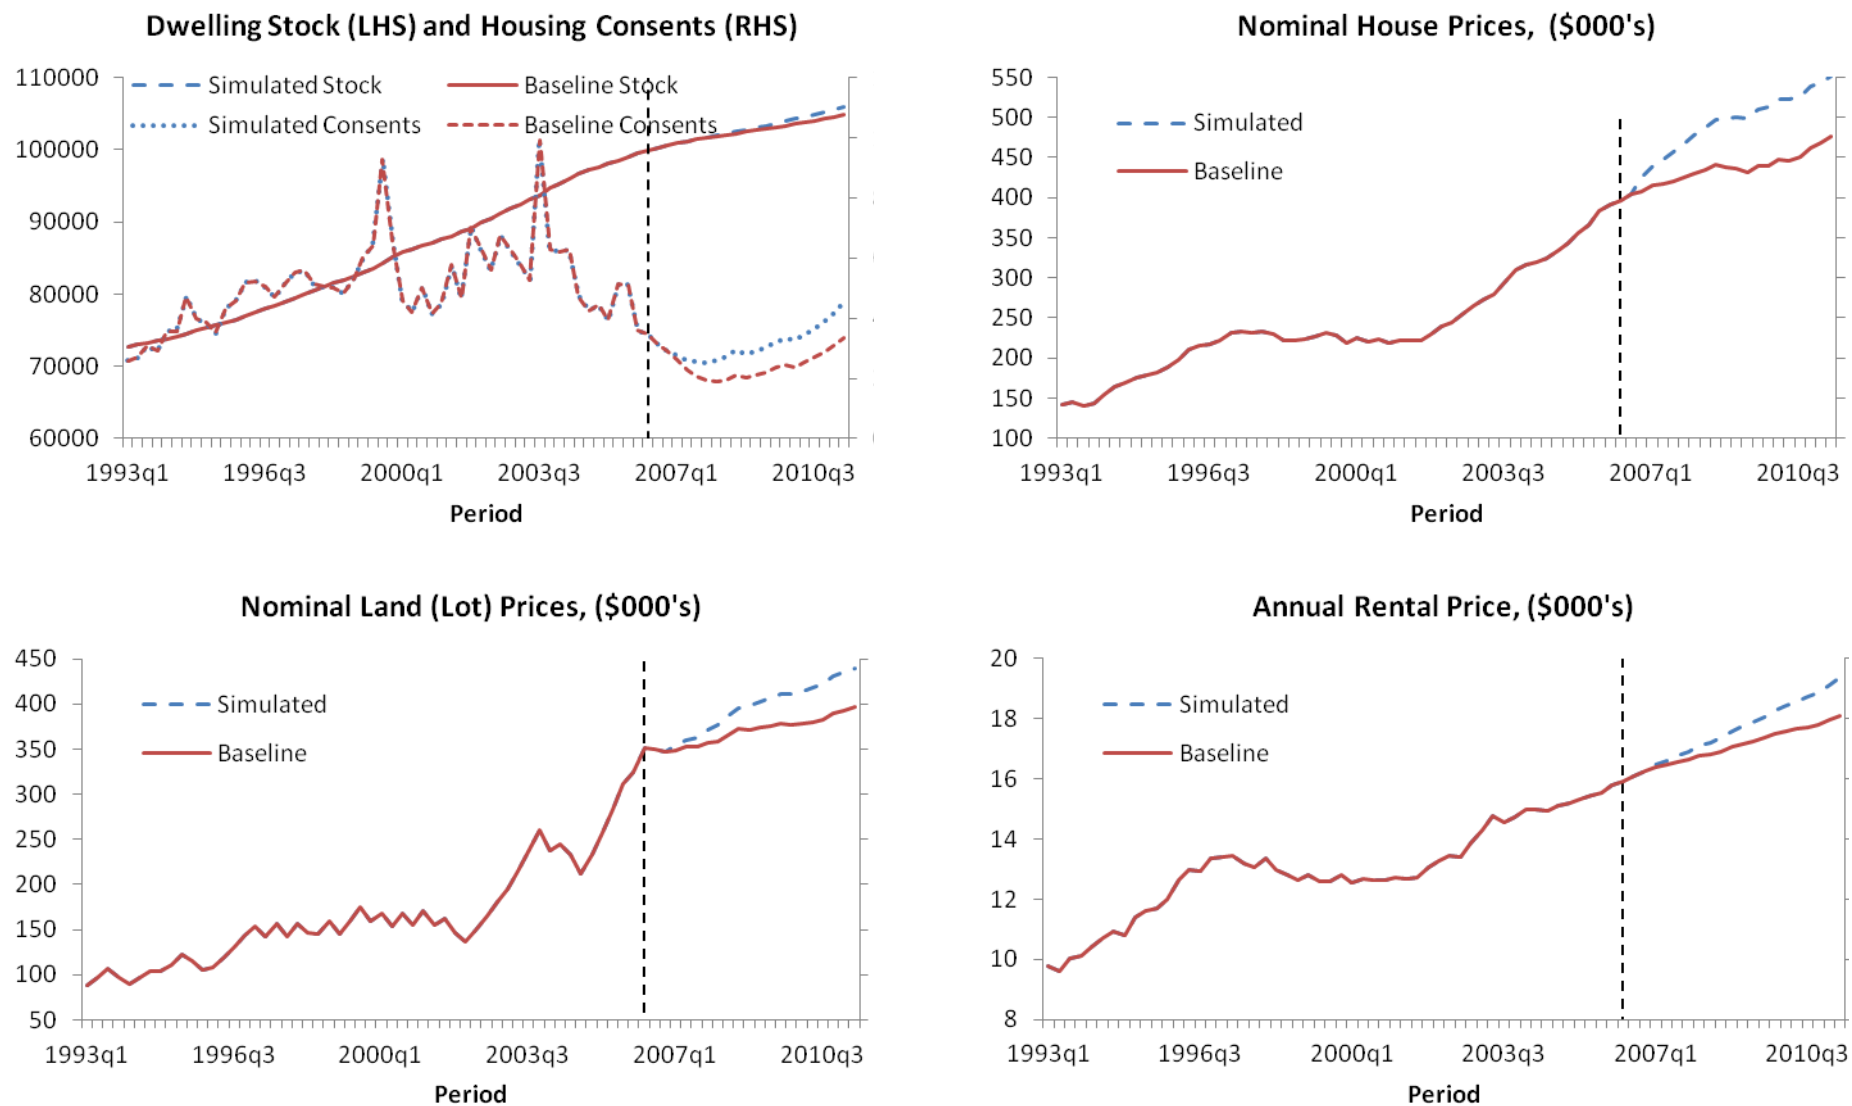 Dwelling Stock (LHS) and Housing Consents (RHS)
110000
100000
90000
80000
70000
60000
Simulated Stock
Baseline Stock
Simulated Consents
Baseline Consents
1993q1 1996q3 2000q1 2003q3 2007q1 2010q3
Period
Nominal House Prices, ($000's)
550
500
450
400
350
300
250
200
150
100
Simulated
Baseline
1993q1 1996q3 2000q1 2003q3 2007q1 2010q3
Period
Nominal Land (Lot) Prices, ($000's)
450
400
350
300
250
200
150
100
50
Simulated
Baseline
1993q1 1996q3 2000q1 2003q3 2007q1 2010q3
Period
Annual Rental Price, ($000's)
20
18
16
14
12
10
8
Simulated
Baseline
1993q1 1996q3 2000q1 2003q3 2007q1 2010q3
Period